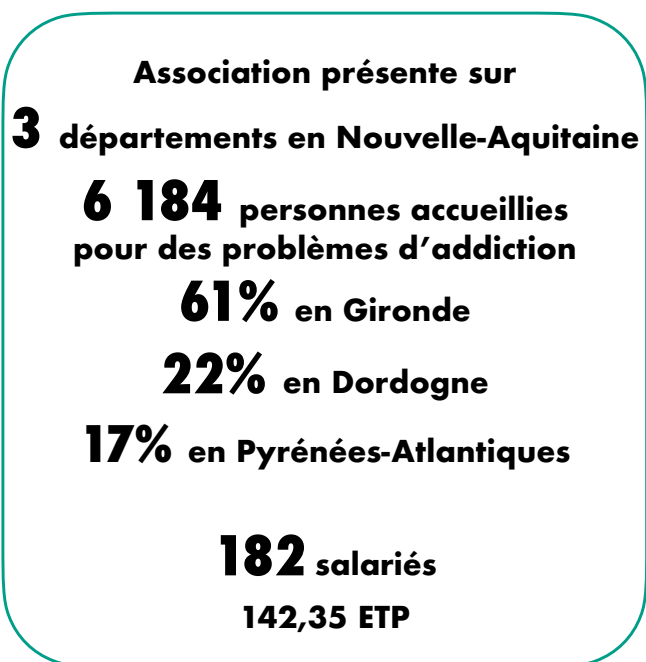 Association présente sur
3 départements en Nouvelle-Aquitaine
6 184 personnes accueillies
pour des problèmes d’addiction
61% en Gironde
22% en Dordogne
17% en Pyrénées-Atlantiques
182 salariés
142,35 ETP